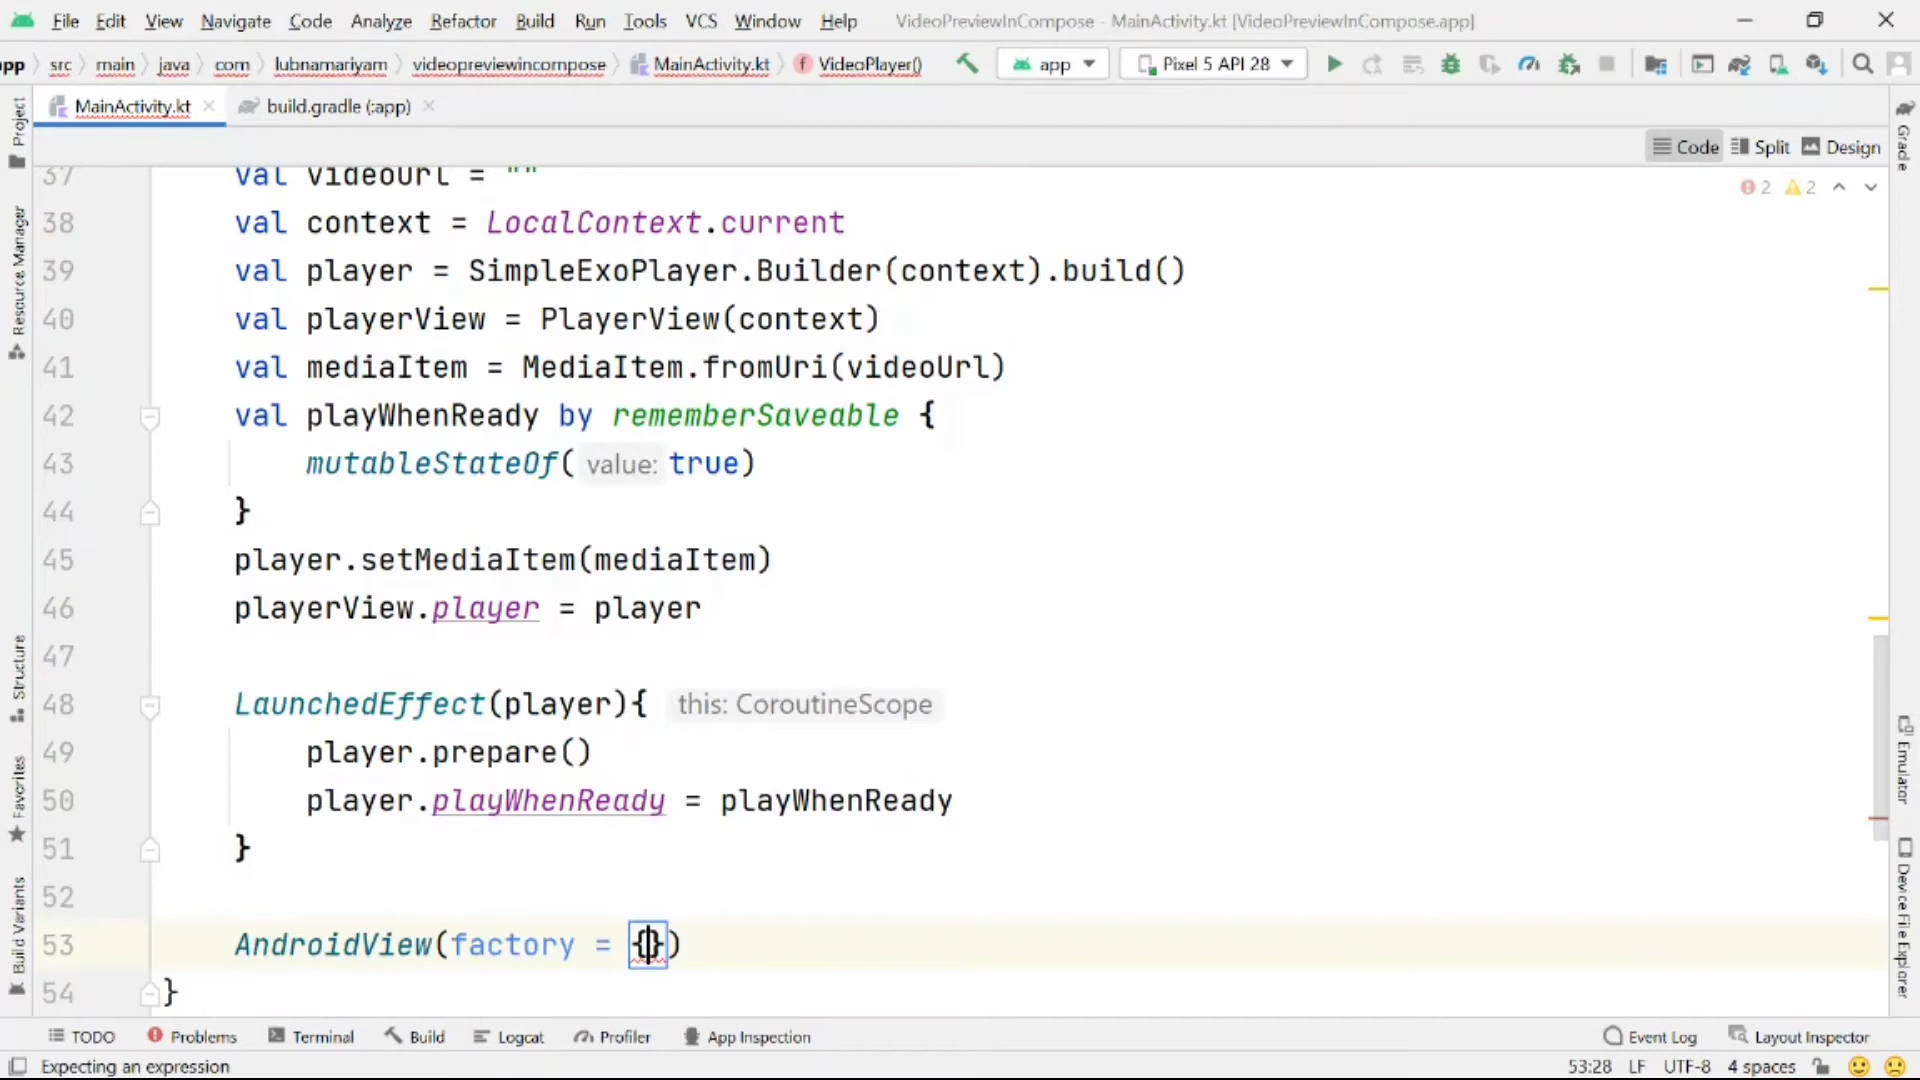 File Edit View Navigate Code Analyze Refactor Build Run Tools VCS Window Help VideoPreviewInCompose - MainActivity.kt [VideoPreviewInCompose.app]
app src main java com lubnamariyam videopreviewincompose MainActivity.kt VideoPlayer() app Pixel 5 API 28
MainActivity.kt build.gradle (:app)
Code Split Design
2 2
Project
Resource Manager
Structure
Favorites
Build Variants
37 val videoUrl = ""
38 val context = LocalContext.current
39 val player = SimpleExoPlayer.Builder(context).build()
40 val playerView = PlayerView(context)
41 val mediaItem = MediaItem.fromUri(videoUrl)
42 val playWhenReady by rememberSaveable {
43 mutableStateOf( value: true)
44 }
45 player.setMediaItem(mediaItem)
46 playerView.player = player
47
48 LaunchedEffect(player){ this: CoroutineScope
49 player.prepare()
50 player.playWhenReady = playWhenReady
51 }
52
53 AndroidView(factory = {})
54 }
Gradle
Emulator
Device File Explorer
TODO Problems Terminal Build Logcat Profiler App Inspection Event Log Layout Inspector
Expecting an expression 53:28 LF UTF-8 4 spaces